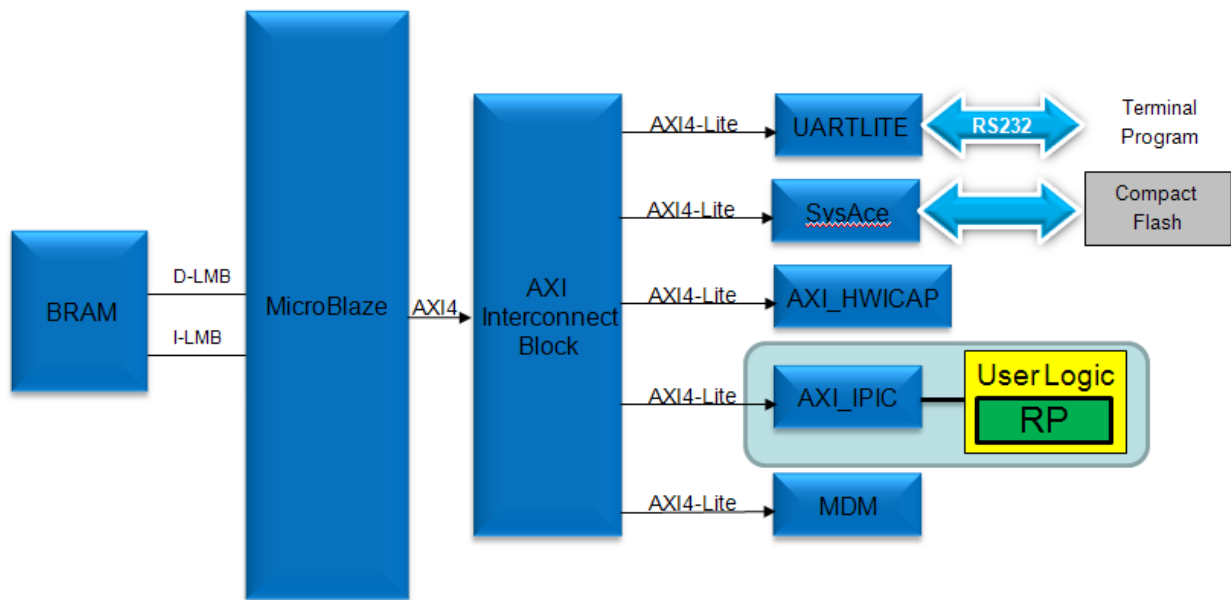 BRAM
D-LMB
I-LMB
MicroBlaze
AXI4
AXI
Interconnect
Block
AXI4-Lite
UARTLITE
RS232
Terminal
Program
AXI4-Lite
SysAce
Compact
Flash
AXI4-Lite
AXI_HWICAP
AXI4-Lite
AXI_IPIC
User Logic
RP
AXI4-Lite
MDM